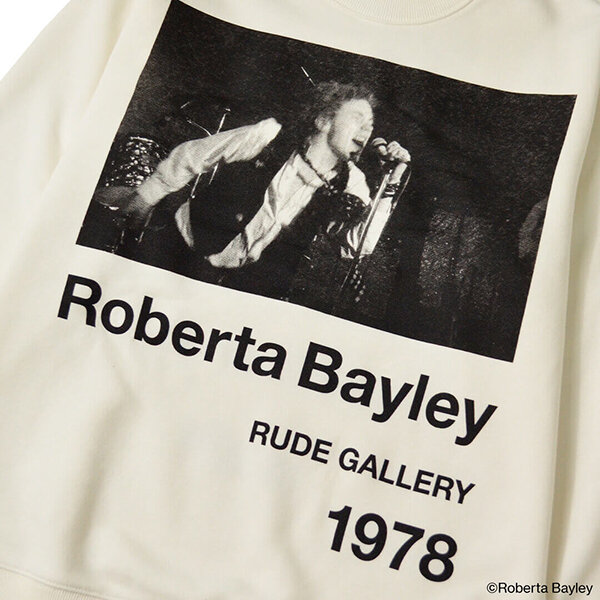 Roberta Bayley
RUDE GALLERY
1978
©Roberta Bayley